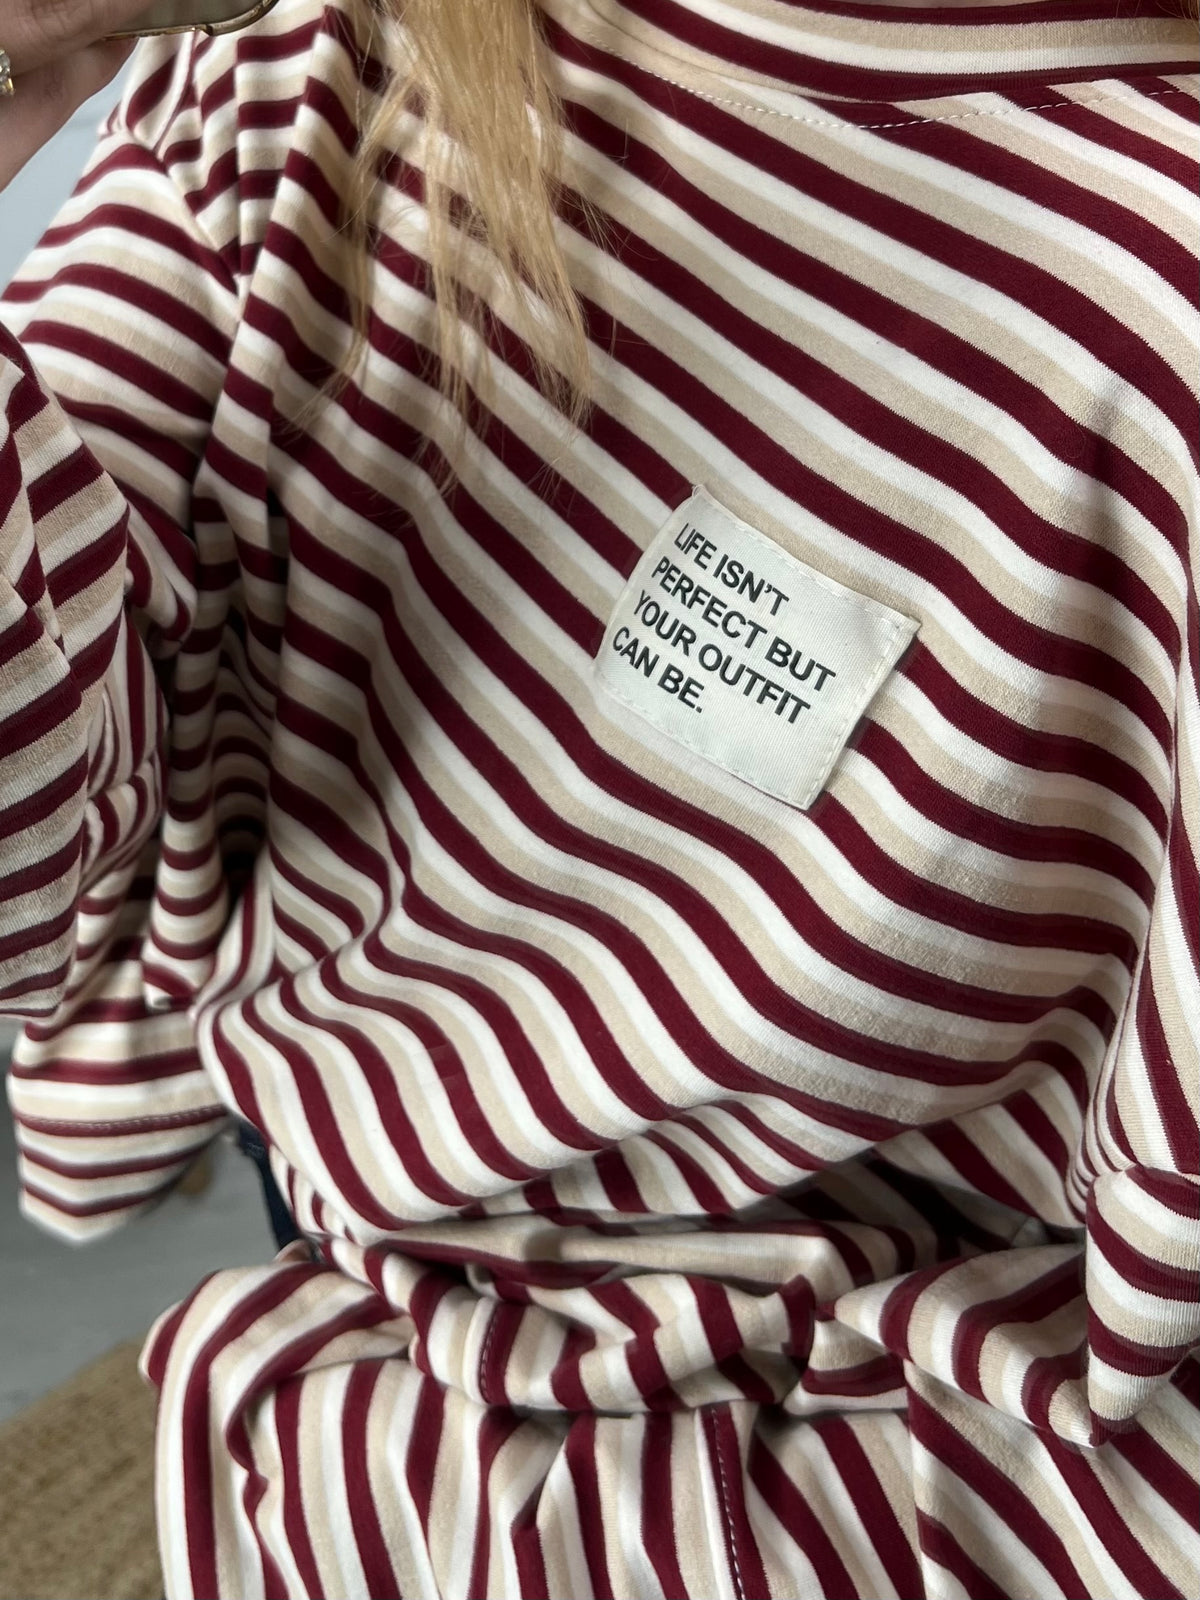 LIFE ISN'T
PERFECT BUT
YOUR OUTFIT
CAN BE.